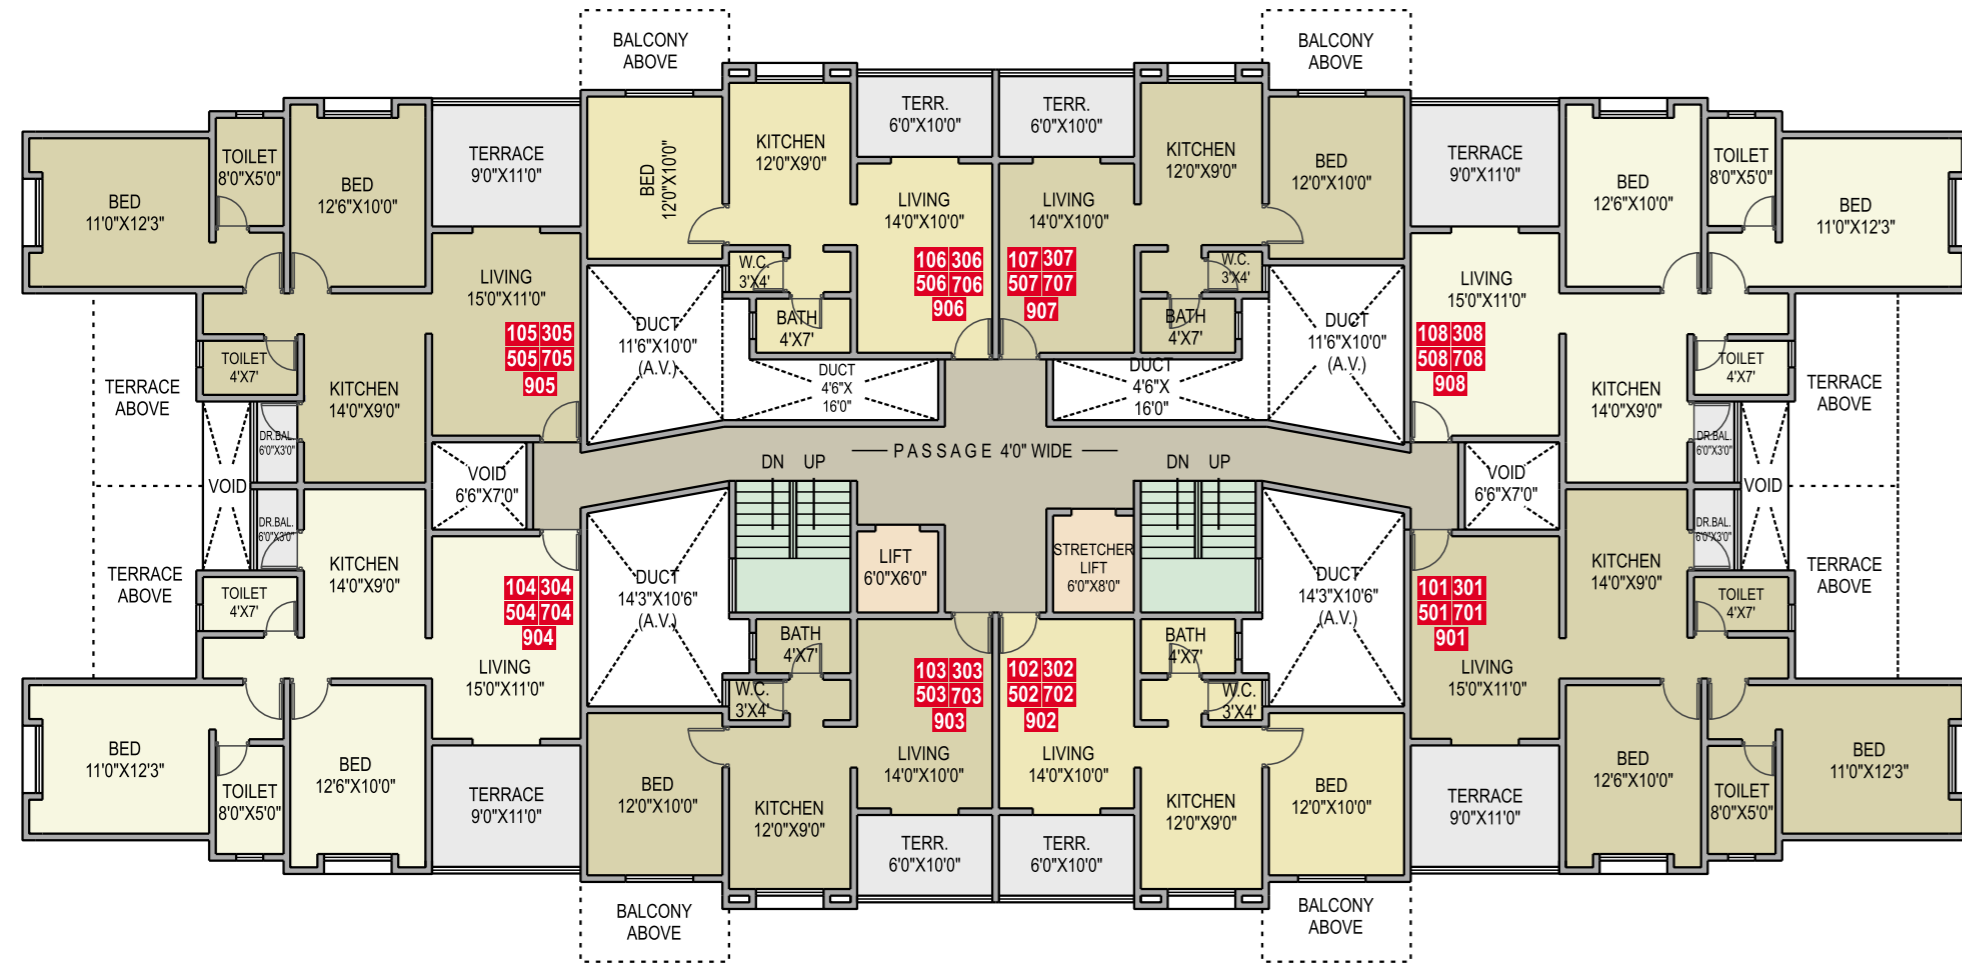 BALCONY
ABOVE
BALCONY
ABOVE
TERR.
6'0"X10'0"
TERR.
6'0"X10'0"
KITCHEN
12'0"X9'0"
KITCHEN
12'0"X9'0"
TOILET
8'0"X5'0"
BED
12'6"X10'0"
TERRACE
9'0"X11'0"
BED
12'0"X10'0"
BED
12'0"X10'0"
TERRACE
9'0"X11'0"
BED
12'6"X10'0"
TOILET
8'0"X5'0"
BED
11'0"X12'3"
BED
11'0"X12'3"
LIVING
14'0"X10'0"
LIVING
14'0"X10'0"
106 306
506 706
906
107 307
507 707
907
W.C.
3'X4'
W.C.
3'X4'
LIVING
15'0"X11'0"
LIVING
15'0"X11'0"
105 305
505 705
905
108 308
508 708
908
DUCT
11'6"X10'0"
(A.V.)
BATH
4'X7'
BATH
4'X7'
DUCT
11'6"X10'0"
(A.V.)
TOILET
4'X7'
TOILET
4'X7'
DUCT
4'6"X
16'0"
DUCT
4'6"X
16'0"
TERRACE
ABOVE
KITCHEN
14'0"X9'0"
KITCHEN
14'0"X9'0"
TERRACE
ABOVE
DR.BAL.
6'0"X3'0"
DR.BAL.
6'0"X3'0"
PASSAGE 4'0" WIDE
DN UP
DN UP
VOID
VOID
6'6"X7'0"
VOID
6'6"X7'0"
VOID
DR.BAL.
6'0"X3'0"
DR.BAL.
6'0"X3'0"
TERRACE
ABOVE
KITCHEN
14'0"X9'0"
LIFT
6'0"X6'0"
STRETCHER
LIFT
6'0"X8'0"
KITCHEN
14'0"X9'0"
TERRACE
ABOVE
TOILET
4'X7'
TOILET
4'X7'
104 304
504 704
904
DUCT
14'3"X10'6"
(A.V.)
DUCT
14'3"X10'6"
(A.V.)
101 301
501 701
901
BATH
4'X7'
BATH
4'X7'
LIVING
15'0"X11'0"
LIVING
15'0"X11'0"
103 303
503 703
903
102 302
502 702
902
W.C.
3'X4'
W.C.
3'X4'
BED
11'0"X12'3"
BED
12'6"X10'0"
LIVING
14'0"X10'0"
LIVING
14'0"X10'0"
BED
12'6"X10'0"
BED
11'0"X12'3"
TOILET
8'0"X5'0"
TERRACE
9'0"X11'0"
BED
12'0"X10'0"
KITCHEN
12'0"X9'0"
KITCHEN
12'0"X9'0"
BED
12'0"X10'0"
TERRACE
9'0"X11'0"
TOILET
8'0"X5'0"
TERR.
6'0"X10'0"
TERR.
6'0"X10'0"
BALCONY
ABOVE
BALCONY
ABOVE